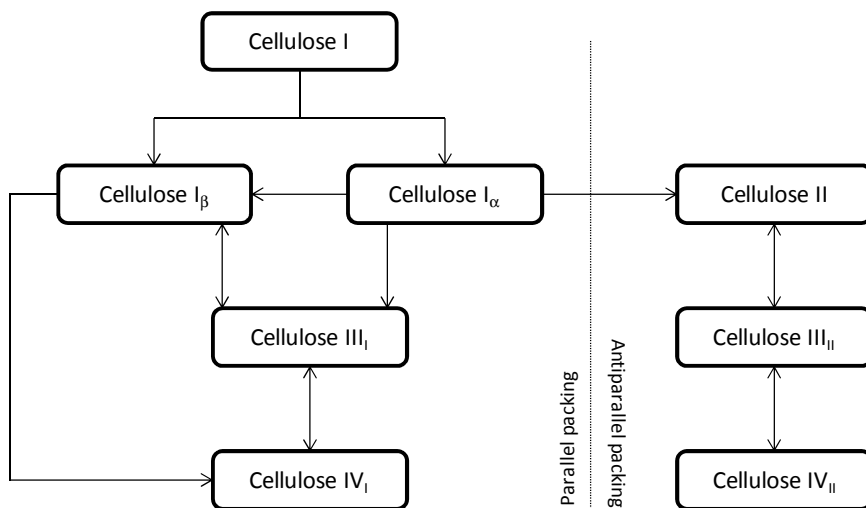 Cellulose I
Cellulose Iβ
Cellulose Iα
Cellulose II
Cellulose IIII
Cellulose IIIII
Parallel packing
Antiparallel packing
Cellulose IVI
Cellulose IVII